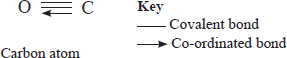 O C Key
Covalent bond
Co-ordinated bond
Carbon atom